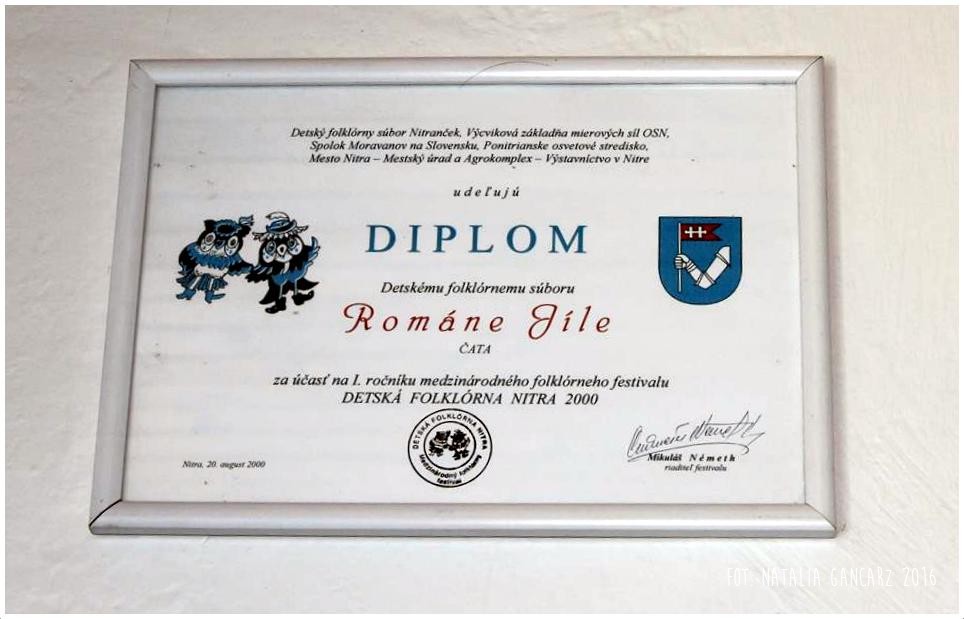 Detský folklórny súbor Nitranček, Výcviková základňa mierových síl OSN,
Spolok Moravanov na Slovensku, Ponitrianske osvetové stredisko,
Mesto Nitra – Mestský úrad a Agrokomplex – Výstavníctvo v Nitre
udeľujú
DIPLOM
Detskému folklórnemu súboru
Románe Jíle
ČATA
za účasť na I. ročníku medzinárodného folklórneho festivalu
DETSKÁ FOLKLÓRNA NITRA 2000
DETSKÁ FOLKLÓRNA NITRA
Medzinárodný folklórny
festival
Nitra, 20. august 2000
Mikuláš Németh
riaditeľ festivalu
FOT. NATALIA GANCARZ 2016